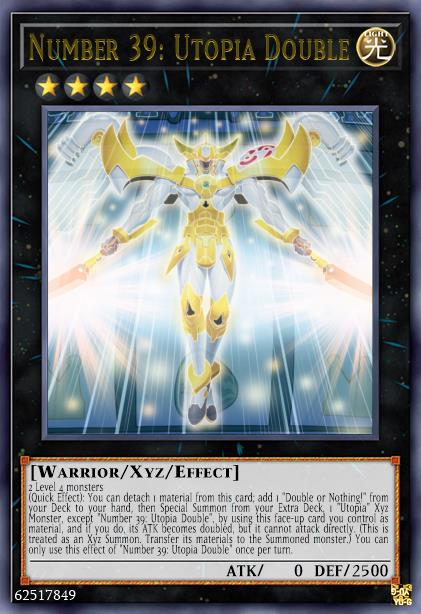 NUMBER 39: UTOPIA DOUBLE
LIGHT
光
39
[WARRIOR/XYZ/EFFECT]
2 Level 4 monsters
(Quick Effect): You can detach 1 material from this card; add 1 "Double or Nothing!" from
your Deck to your hand, then Special Summon from your Extra Deck, 1 "Utopia" Xyz
Monster, except "Number 39: Utopia Double", by using this face-up card you control as
material, and if you do, its ATK becomes doubled, but it cannot attack directly. (This is
treated as an Xyz Summon. Transfer its materials to the Summoned monster.) You can
only use this effect of "Number 39: Utopia Double" once per turn.
ATK/ 0 DEF/2500
62517849